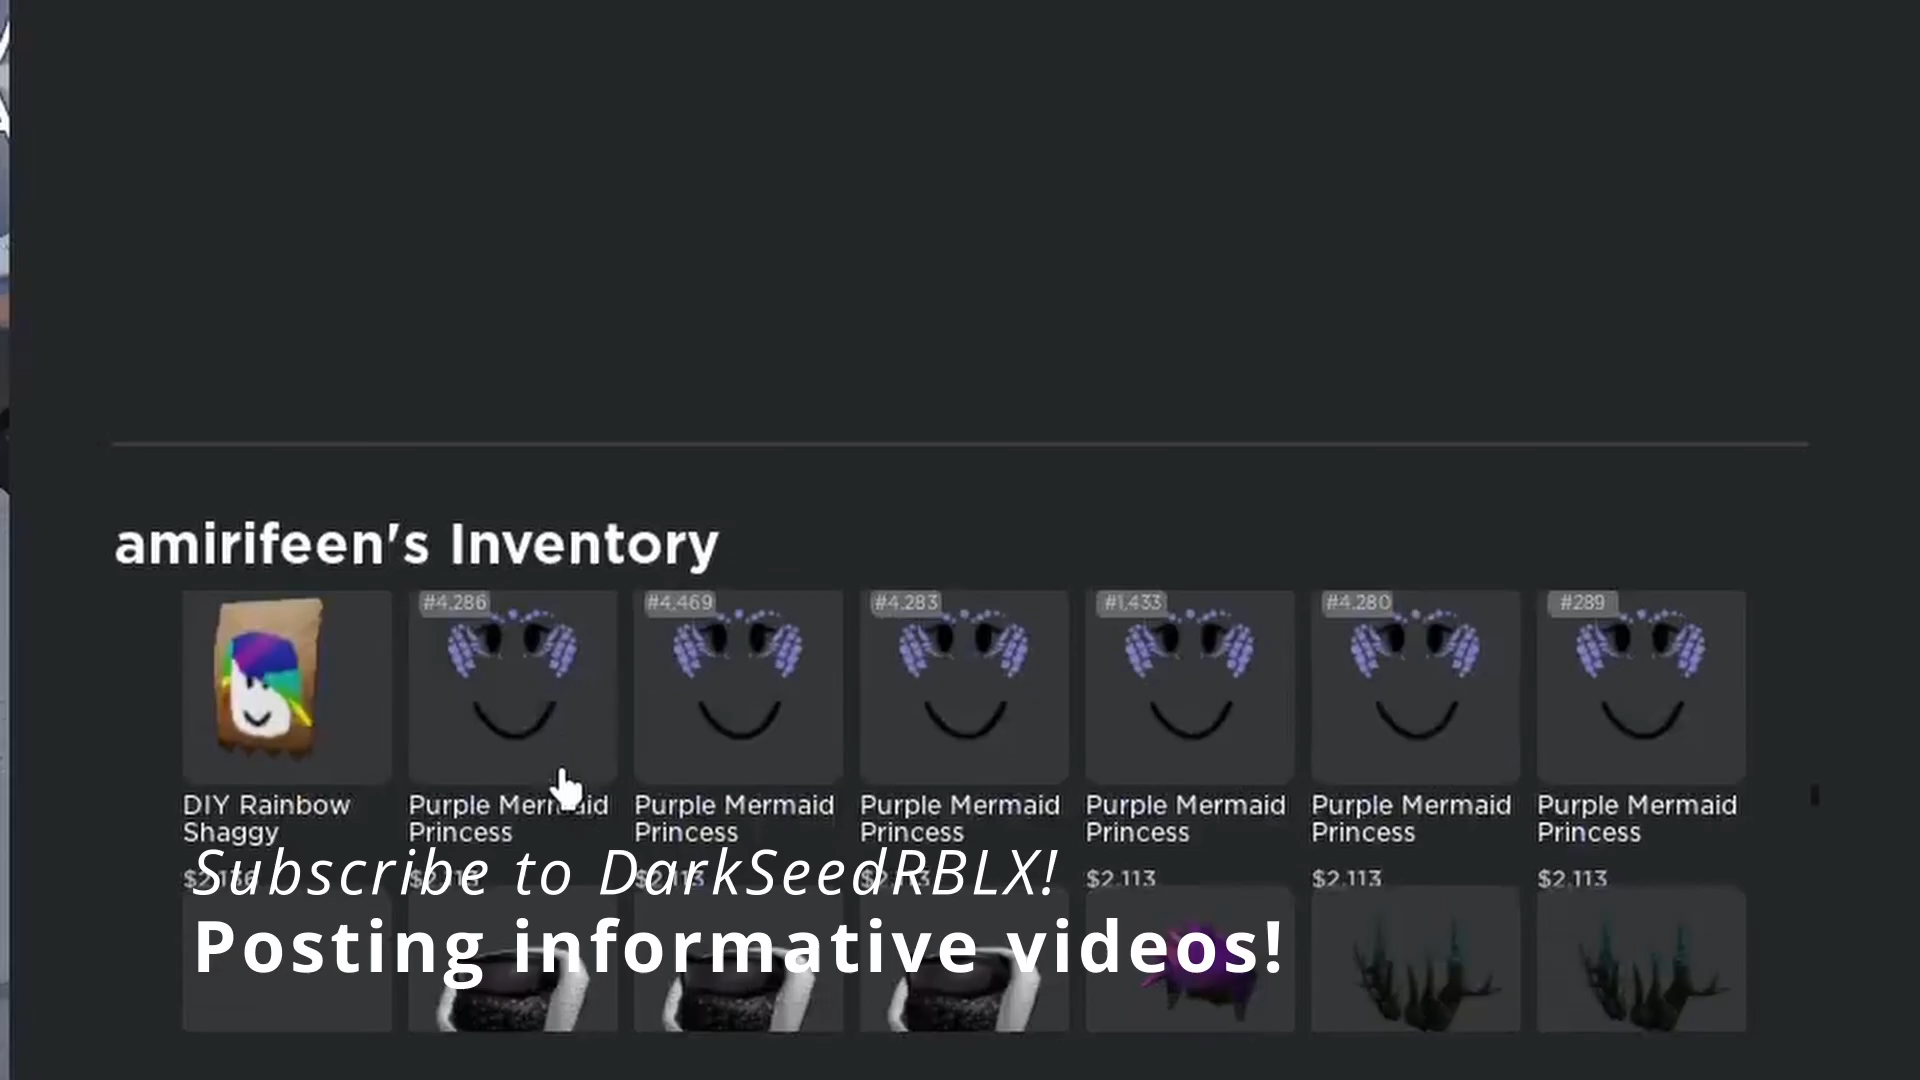 amirifeen's Inventory
#4,286 #4,469 #4,283 #1,433 #4,280 #289
DIY Rainbow Purple Mermaid Purple Mermaid Purple Mermaid Purple Mermaid Purple Mermaid Purple Mermaid
Shaggy Princess Princess Princess Princess Princess Princess
$2,113 $2,113 $2,113
Subscribe to DarkSeedRBLX!
Posting informative videos!